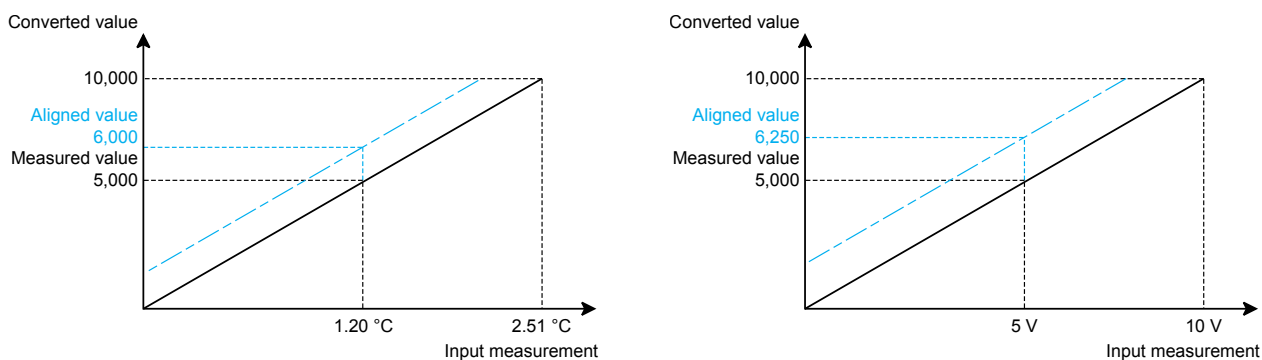 Converted value
10,000
Aligned value
6,000
Measured value
5,000
1.20 °C
2.51 °C
Input measurement
Converted value
10,000
Aligned value
6,250
Measured value
5,000
5 V
10 V
Input measurement